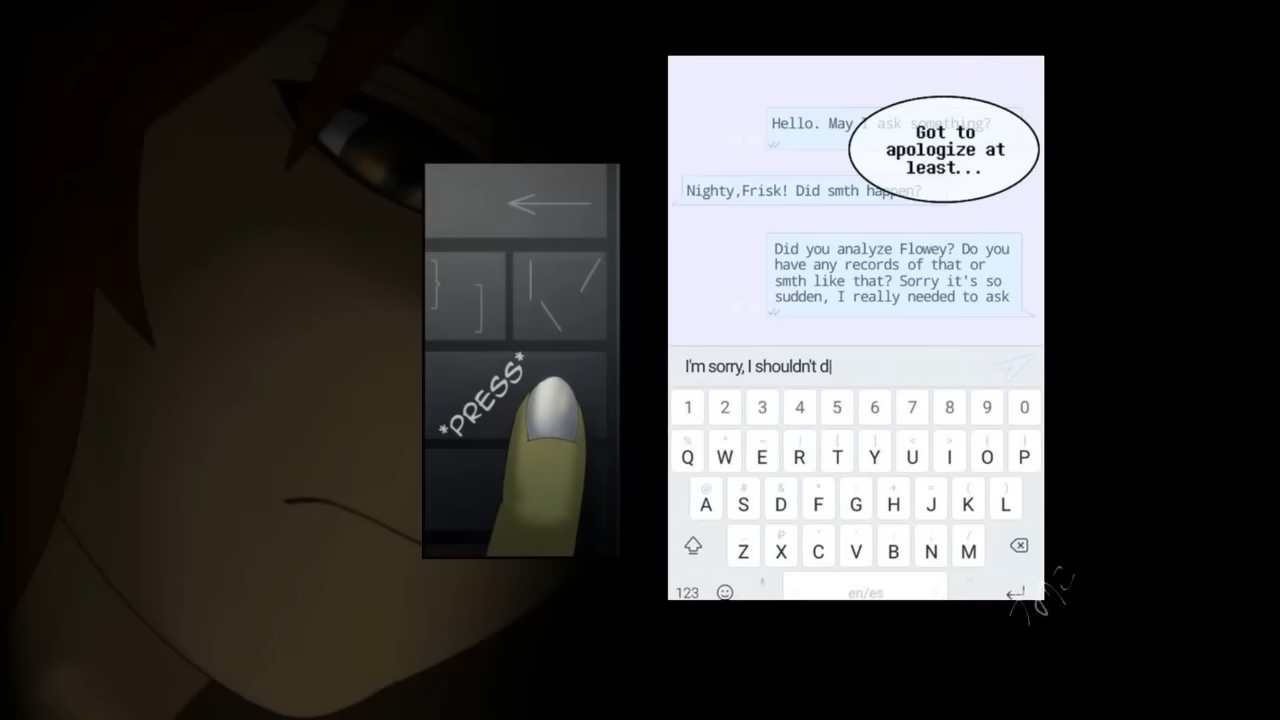 Hello. May I ask something?
Got to
apologize at
least...
Nighty,Frisk! Did smth happen?
Did you analyze Flowey? Do you
have any records of that or
smth like that? Sorry it's so
sudden, I really needed to ask
*PRESS*
} ] | \ /
I'm sorry, I shouldn't d
1 2 3 4 5 6 7 8 9 0
Q W E R T Y U I O P
A S D F G H J K L
Z X C V B N M
123 en/es